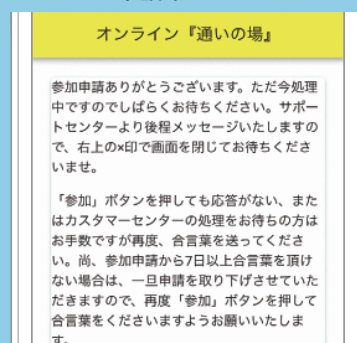 オンライン『通いの場』
参加申請ありがとうございます。ただ今処理
中ですのでしばらくお待ちください。サポー
トセンターより後程メッセージいたしますの
で、右上の×印で画面を閉じてお待ちくださ
いませ。
「参加」ボタンを押しても応答がない、また
はカスタマーセンターの処理をお待ちの方は
お手数ですが再度、合言葉を送ってくださ
い。尚、参加申請から7日以上合言葉を頂け
ない場合は、一旦申請を取り下げさせていた
だきますので、再度「参加」ボタンを押して
合言葉をくださいますようお願いいたしま
す。